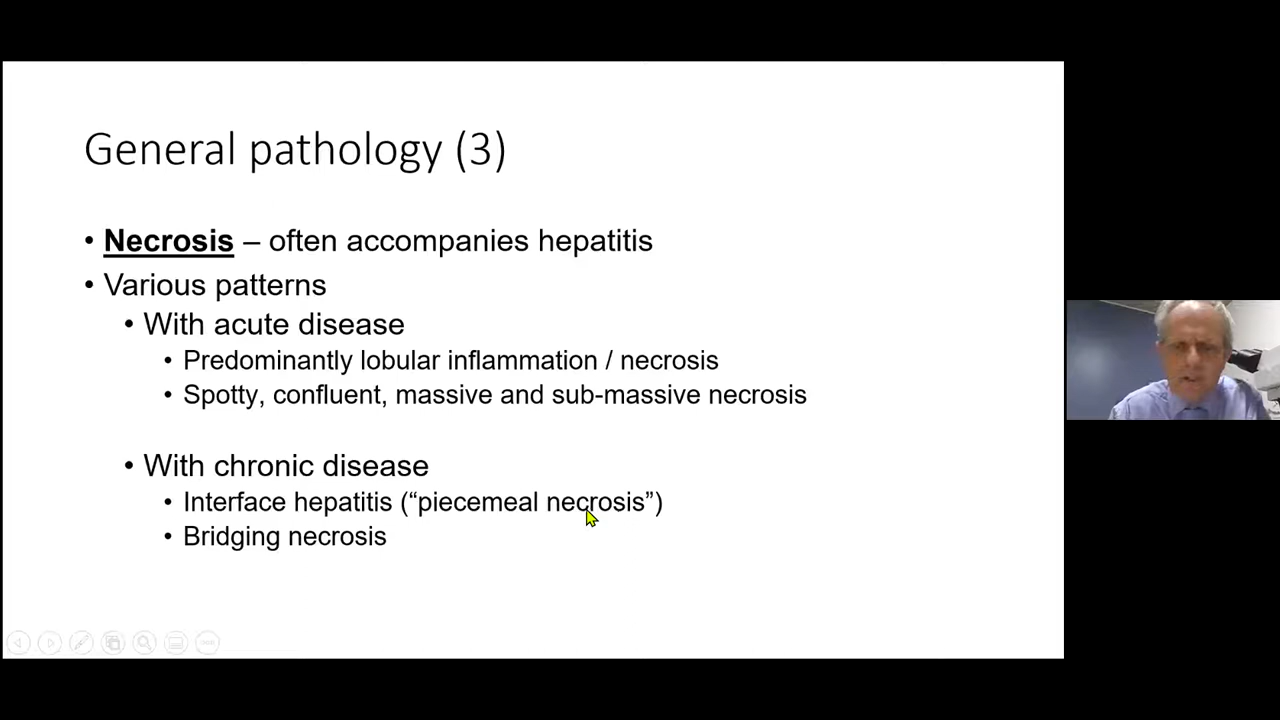 General pathology (3)
• Necrosis – often accompanies hepatitis
• Various patterns
• With acute disease
• Predominantly lobular inflammation / necrosis
• Spotty, confluent, massive and sub-massive necrosis
• With chronic disease
• Interface hepatitis (“piecemeal necrosis”)
• Bridging necrosis